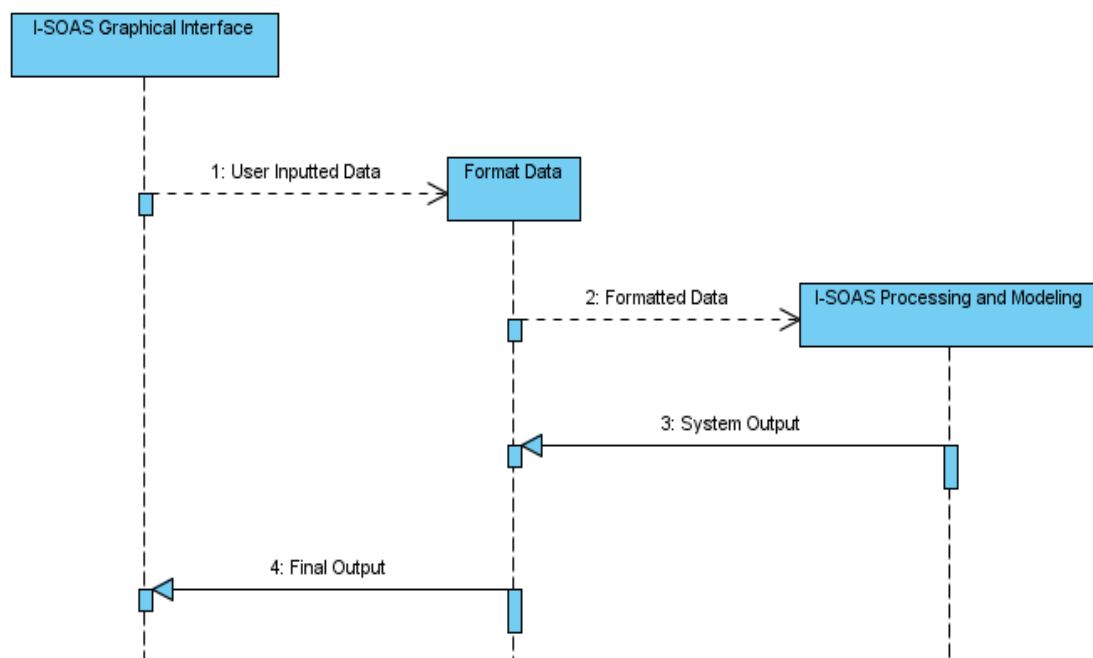 I-SOAS Graphical Interface
1: User Inputted Data
Format Data
2: Formatted Data
I-SOAS Processing and Modeling
3: System Output
4: Final Output